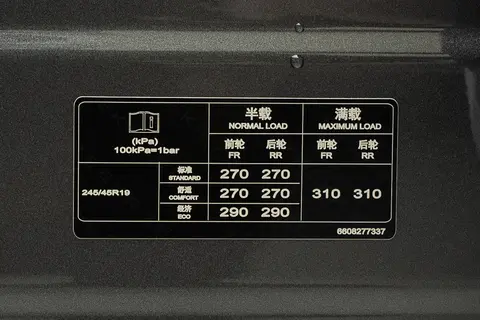 半载 满载
(kPa) NORMAL LOAD MAXIMUM LOAD
100kPa=1bar 前轮 后轮 前轮 后轮
FR RR FR RR
标准
STANDARD 270 270
245/45R19 舒适
COMFORT 270 270 310 310
经济
ECO 290 290
6608277337